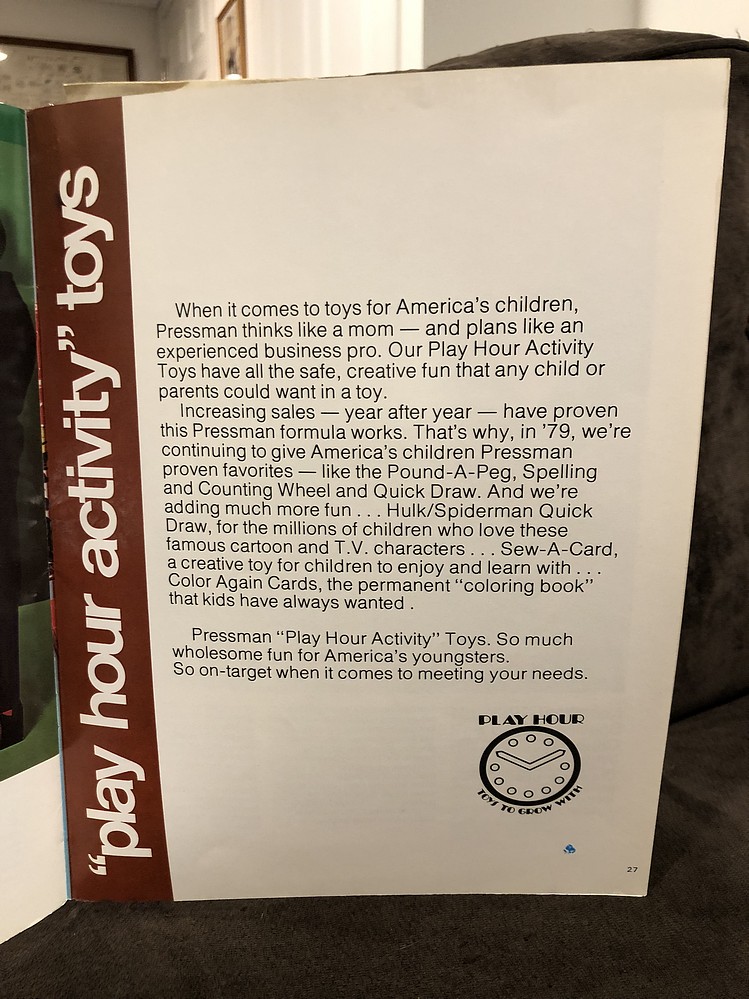 "play hour activity" toys
When it comes to toys for America's children,
Pressman thinks like a mom — and plans like an
experienced business pro. Our Play Hour Activity
Toys have all the safe, creative fun that any child or
parents could want in a toy.
Increasing sales — year after year — have proven
this Pressman formula works. That's why, in '79, we're
continuing to give America's children Pressman
proven favorites — like the Pound-A-Peg, Spelling
and Counting Wheel and Quick Draw. And we're
adding much more fun . . . Hulk/Spiderman Quick
Draw, for the millions of children who love these
famous cartoon and T.V. characters . . . Sew-A-Card,
a creative toy for children to enjoy and learn with . . .
Color Again Cards, the permanent "coloring book"
that kids have always wanted .
Pressman "Play Hour Activity" Toys. So much
wholesome fun for America's youngsters.
So on-target when it comes to meeting your needs.
PLAY HOUR
TOYS TO GROW WITH
27